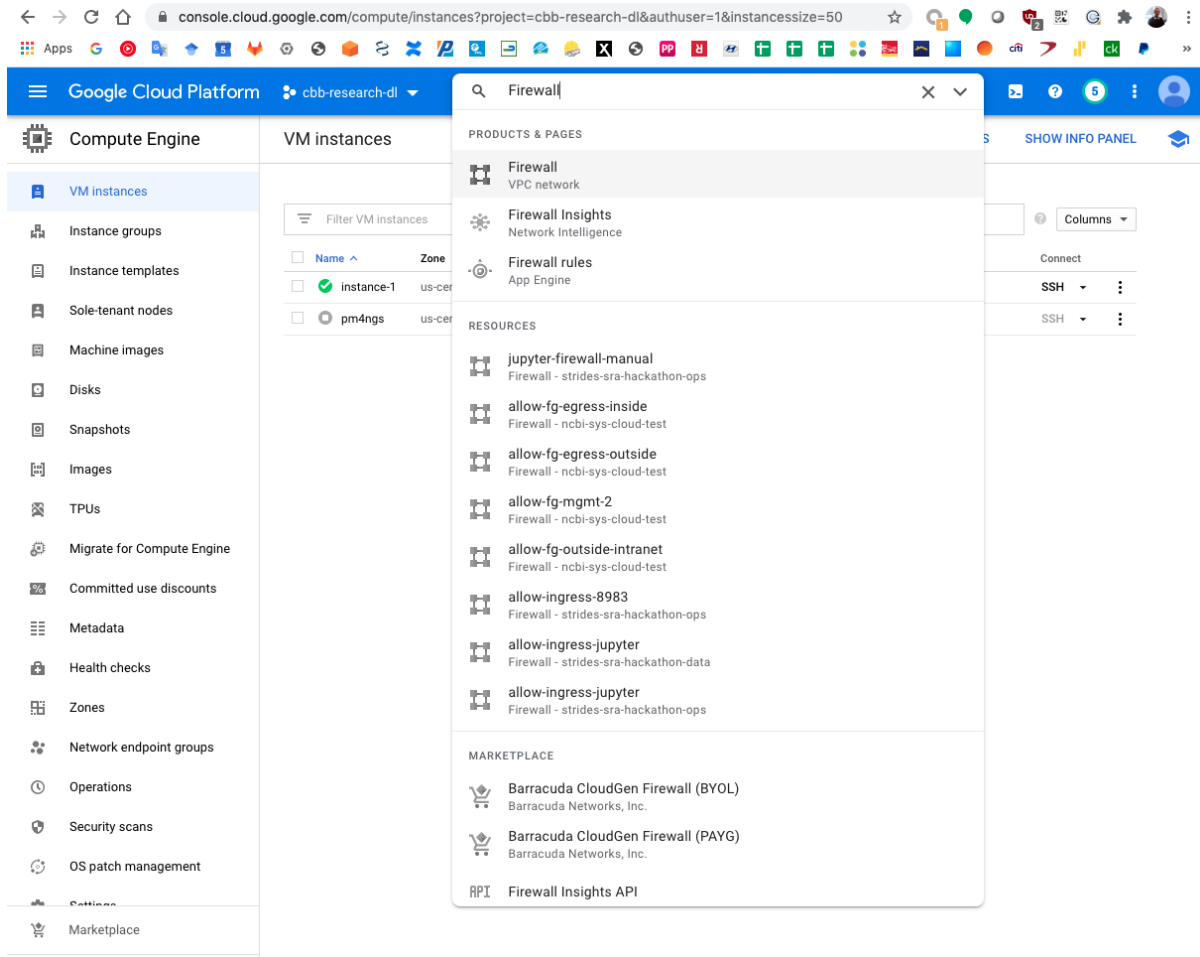 console.cloud.google.com/compute/instances?project=cbb-research-dl&authuser=1&instancessize=50
Apps
Google Cloud Platform
cbb-research-dl
Firewall
5
Compute Engine
VM instances
S
SHOW INFO PANEL
VM instances
Instance groups
Instance templates
Sole-tenant nodes
Machine images
Disks
Snapshots
Images
TPUs
Migrate for Compute Engine
Committed use discounts
Metadata
Health checks
Zones
Network endpoint groups
Operations
Security scans
OS patch management
Settings
Marketplace
Filter VM instances
Columns
Name
Zone
Connect
instance-1
us-cen
SSH
pm4ngs
us-cen
SSH
PRODUCTS & PAGES
Firewall
VPC network
Firewall Insights
Network Intelligence
Firewall rules
App Engine
RESOURCES
jupyter-firewall-manual
Firewall - strides-sra-hackathon-ops
allow-fg-egress-inside
Firewall - ncbi-sys-cloud-test
allow-fg-egress-outside
Firewall - ncbi-sys-cloud-test
allow-fg-mgmt-2
Firewall - ncbi-sys-cloud-test
allow-fg-outside-intranet
Firewall - ncbi-sys-cloud-test
allow-ingress-8983
Firewall - strides-sra-hackathon-ops
allow-ingress-jupyter
Firewall - strides-sra-hackathon-data
allow-ingress-jupyter
Firewall - strides-sra-hackathon-ops
MARKETPLACE
Barracuda CloudGen Firewall (BYOL)
Barracuda Networks, Inc.
Barracuda CloudGen Firewall (PAYG)
Barracuda Networks, Inc.
API
Firewall Insights API